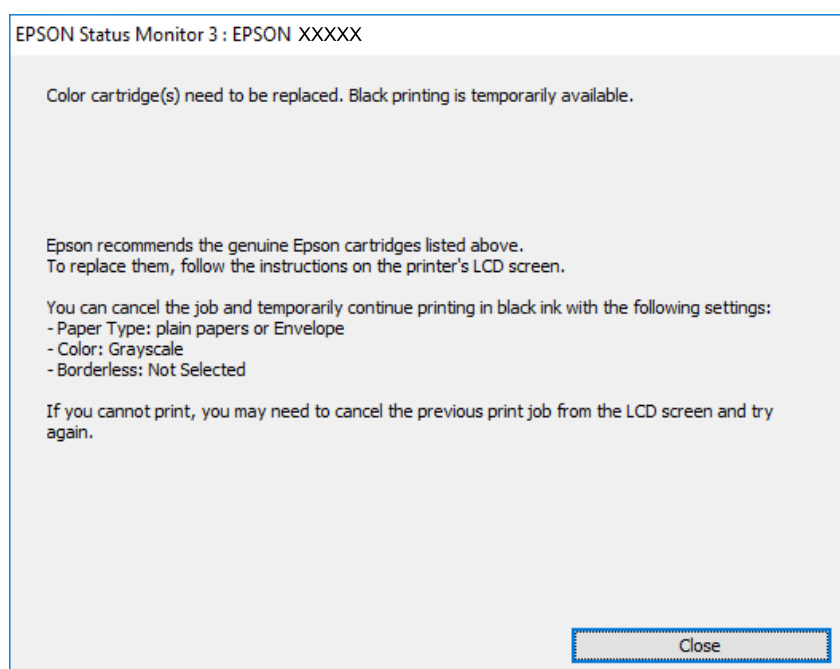 EPSON Status Monitor 3 : EPSON XXXXX
Color cartridge(s) need to be replaced. Black printing is temporarily available.
Epson recommends the genuine Epson cartridges listed above.
To replace them, follow the instructions on the printer's LCD screen.
You can cancel the job and temporarily continue printing in black ink with the following settings:
- Paper Type: plain papers or Envelope
- Color: Grayscale
- Borderless: Not Selected
If you cannot print, you may need to cancel the previous print job from the LCD screen and try
again.
Close